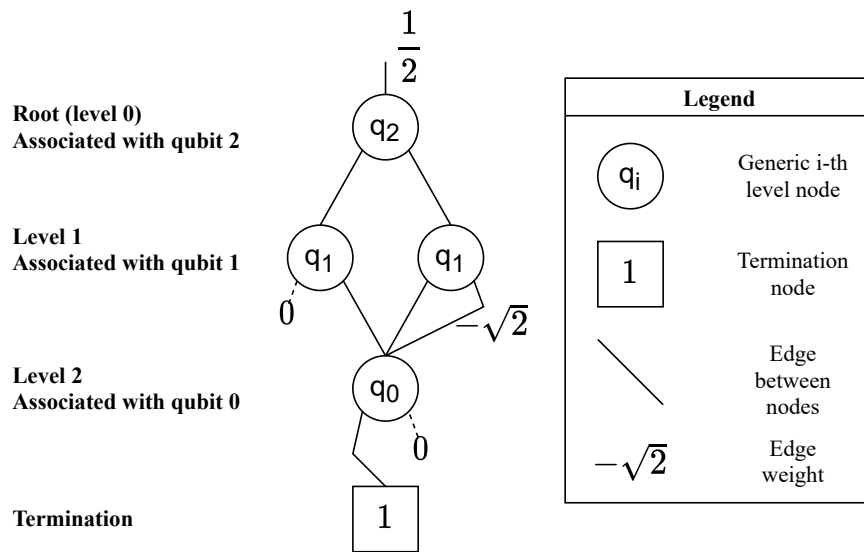 1/2
Root (level 0)
Associated with qubit 2
q₂
Level 1
Associated with qubit 1
q₁
q₁
0
−√2
Level 2
Associated with qubit 0
q₀
0
Termination
1
Legend
qᵢ
Generic i-th
level node
1
Termination
node
Edge
between
nodes
−√2
Edge
weight